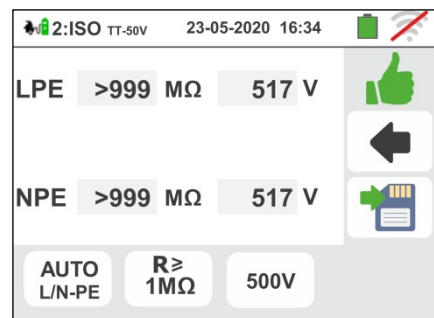 2:ISO TT-50V 23-05-2020 16:34
LPE >999 MΩ 517 V
NPE >999 MΩ 517 V
AUTO
L/N-PE
R≥
1MΩ
500V